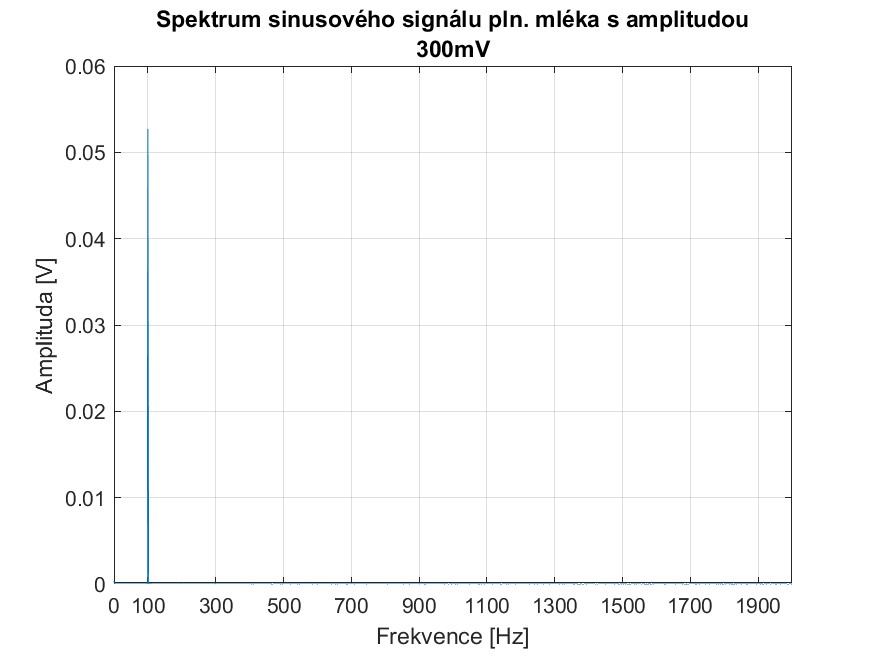 Spektrum sinusového signálu pln. mléka s amplitudou
300mV
0.06
0.05
0.04
0.03
0.02
0.01
0
Amplituda [V]
0 100 300 500 700 900 1100 1300 1500 1700 1900
Frekvence [Hz]